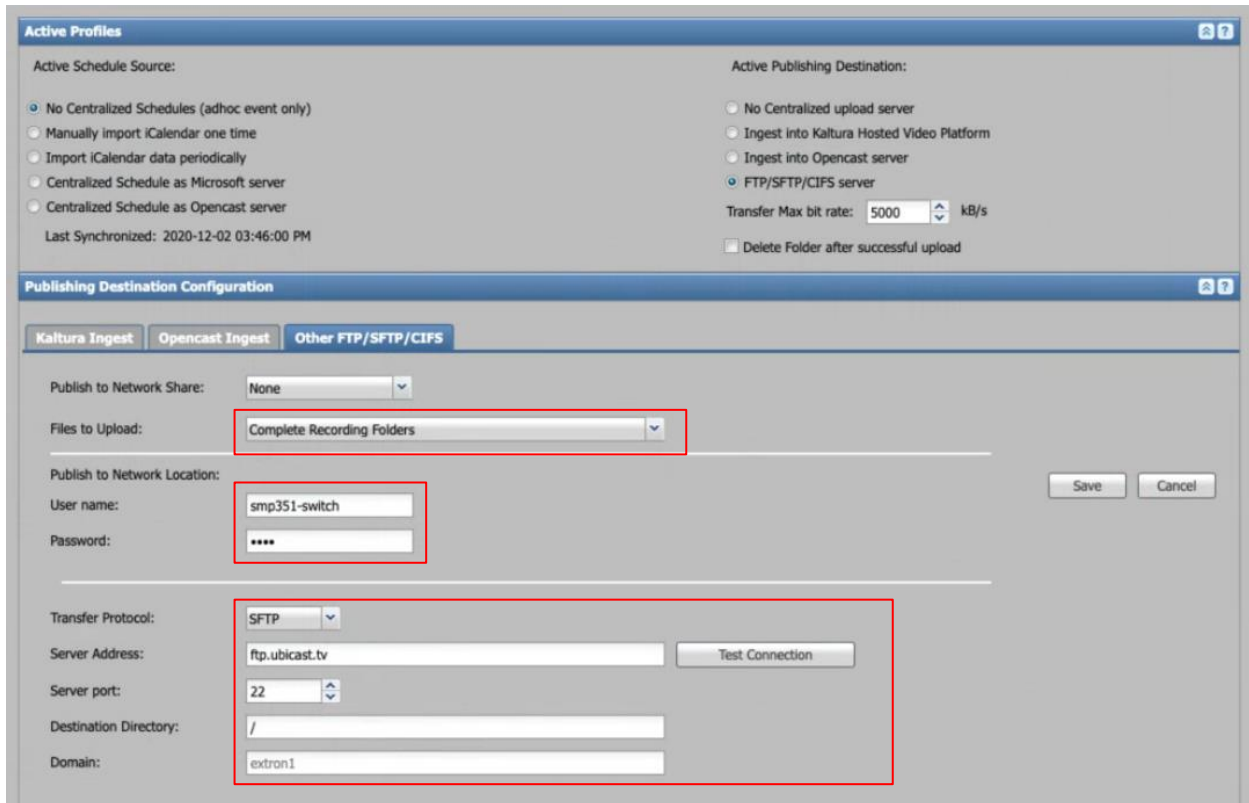 Active Profiles
Active Schedule Source:
No Centralized Schedules (adhoc event only)
Manually import iCalendar one time
Import iCalendar data periodically
Centralized Schedule as Microsoft server
Centralized Schedule as Opencast server
Last Synchronized: 2020-12-02 03:46:00 PM
Active Publishing Destination:
No Centralized upload server
Ingest into Kaltura Hosted Video Platform
Ingest into Opencast server
FTP/SFTP/CIFS server
Transfer Max bit rate: 5000 kB/s
Delete Folder after successful upload
Publishing Destination Configuration
Kaltura Ingest Opencast Ingest Other FTP/SFTP/CIFS
Publish to Network Share: None
Files to Upload: Complete Recording Folders
Publish to Network Location:
User name: smp351-switch
Password: ••••
Save Cancel
Transfer Protocol: SFTP
Server Address: ftp.ubicast.tv Test Connection
Server port: 22
Destination Directory: /
Domain: extron1